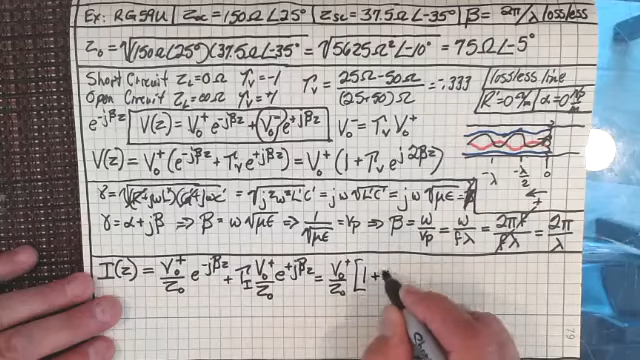 Ex: RG59U | Zoc = 150Ω∠25° | Zsc = 37.5Ω∠-35° | β = 2π/λ lossless
Z0 = √(150Ω∠25°)(37.5Ω∠-35°) = √5625Ω²∠-10° = 75Ω∠-5°
Short Circuit ZL=0Ω Γv=-1
Γv = (25Ω-50Ω)/(25+50)Ω = -.333
lossless line
Open Circuit ZL=∞Ω Γv=+1
R'=0 Ω/m | α=0 Np/m
e^-jβz | V(z) = V0+ e^-jβz + V0- e^+jβz | V0- = Γv V0+
V(z) = V0+ (e^-jβz + Γv e^+jβz) = V0+ (1 + Γv e^j2βz)
-λ -λ/2 0
+
γ = √(R'+jωL')(G'+jωC') = √j²ω²L'C' = jω√L'C' = jω√με
γ = α+jβ ⇒ β = ω√με ⇒ 1/√με = vp ⇒ β = ω/vp = ω/fλ = 2πf/fλ = 2π/λ
I(z) = V0+/Z0 e^-jβz + ΓI V0+/Z0 e^+jβz = V0+/Z0 [1+
79